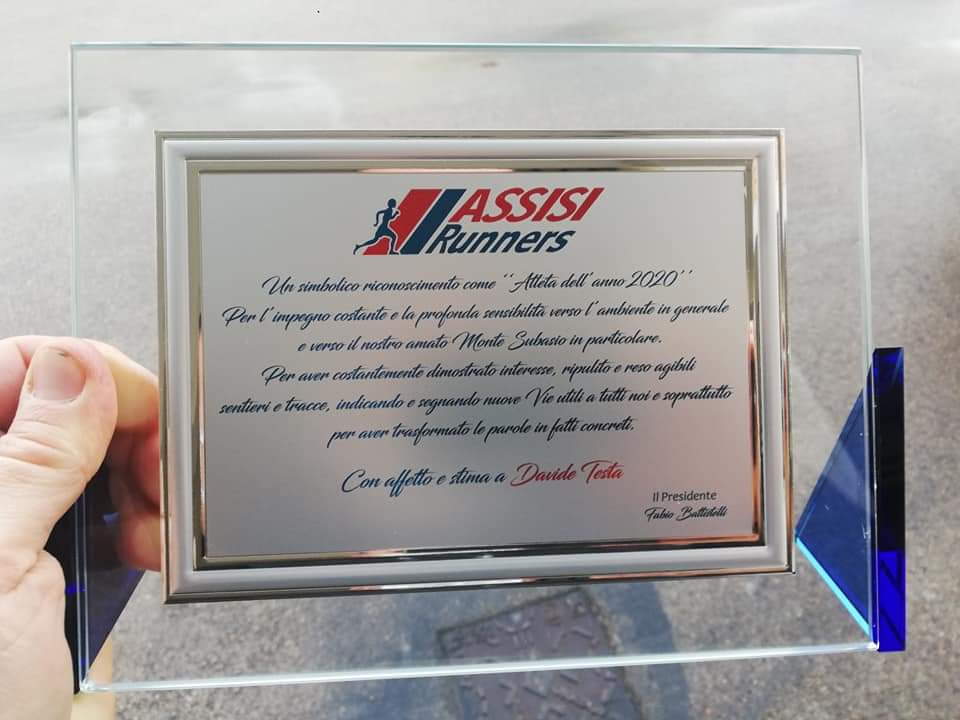 ASSISI
Runners
Un simbolico riconoscimento come ‘‘Atleta dell'anno 2020’’
Per l'impegno costante e la profonda sensibilità verso l'ambiente in generale
e verso il nostro amato Monte Subasio in particolare.
Per aver costantemente dimostrato interesse, ripulito e reso agibili
sentieri e tracce, indicando e segnando nuove Vie utili a tutti noi e soprattutto
per aver trasformato le parole in fatti concreti.
Con affetto e stima a Davide Testa
Il Presidente
Fabio Battistelli